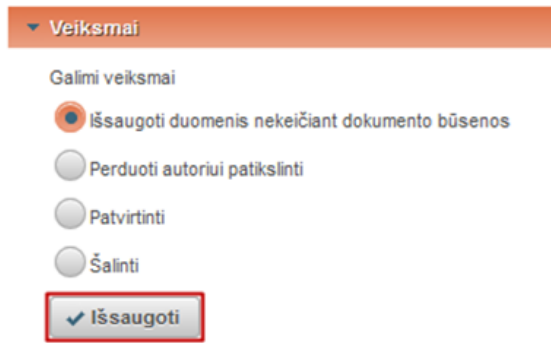 Veiksmai
Galimi veiksmai
Išsaugoti duomenis nekeičiant dokumento būsenos
Perduoti autoriui patikslinti
Patvirtinti
Šalinti
Išsaugoti